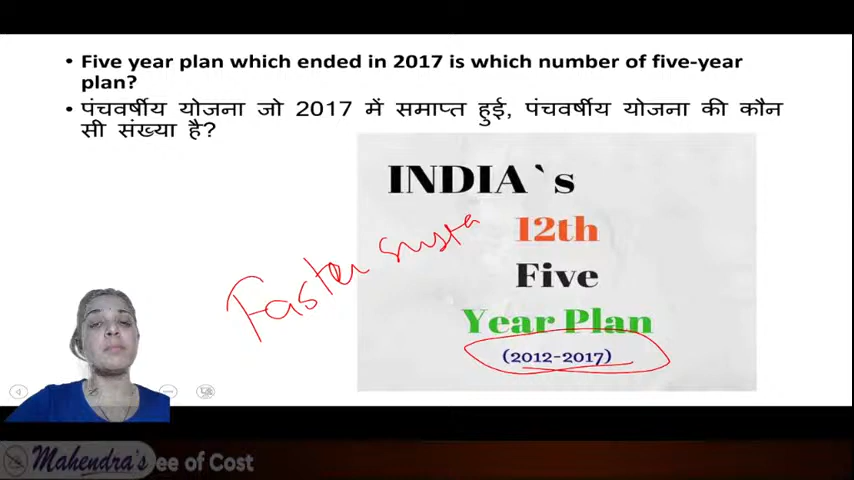 • Five year plan which ended in 2017 is which number of five-year
plan?
• पंचवर्षीय योजना जो 2017 में समाप्त हुई, पंचवर्षीय योजना की कौन
सी संख्या है?
INDIA`s
12th
Five
Year Plan
(2012-2017)
Faster susta
Mahendra's ee of Cost